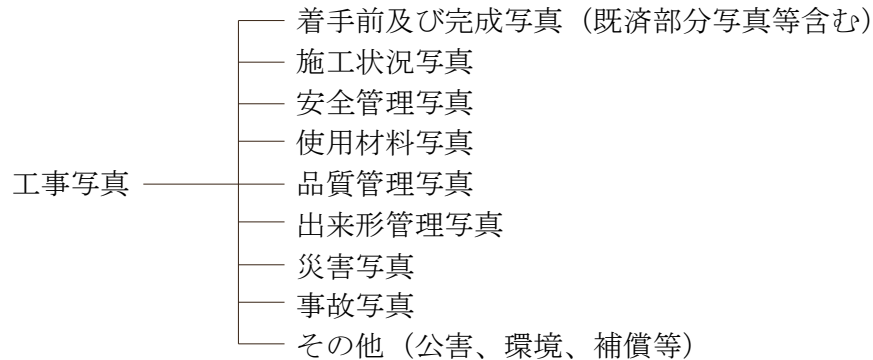 着手前及び完成写真（既済部分写真等含む）
施工状況写真
安全管理写真
使用材料写真
工事写真
品質管理写真
出来形管理写真
災害写真
事故写真
その他（公害、環境、補償等）